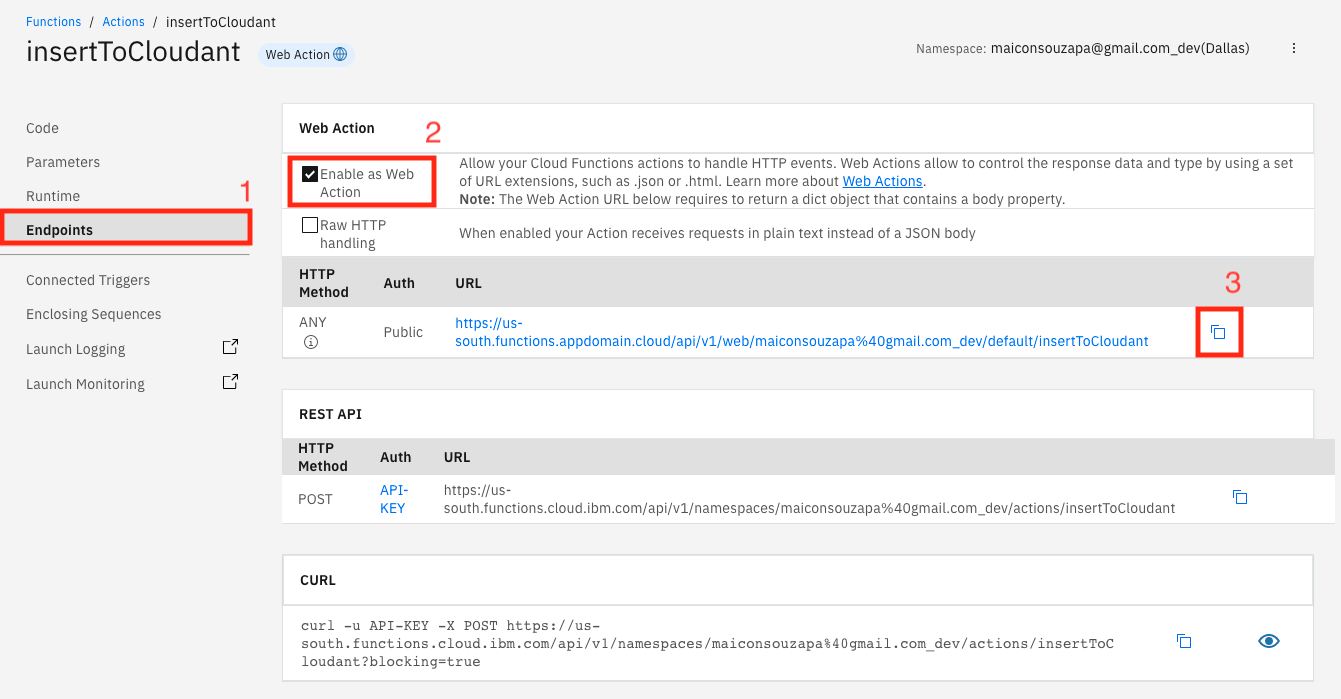 Functions / Actions / insertToCloudant
insertToCloudant Web Action
Namespace: maiconsouzapa@gmail.com_dev(Dallas)
Code
Parameters
Runtime
1
Endpoints
Connected Triggers
Enclosing Sequences
Launch Logging
Launch Monitoring
Web Action
2
Enable as Web
Action
Allow your Cloud Functions actions to handle HTTP events. Web Actions allow to control the response data and type by using a set
of URL extensions, such as .json or .html. Learn more about Web Actions.
Note: The Web Action URL below requires to return a dict object that contains a body property.
Raw HTTP
handling
When enabled your Action receives requests in plain text instead of a JSON body
HTTP
Method
Auth
URL
3
ANY
Public
https://us-
south.functions.appdomain.cloud/api/v1/web/maiconsouzapa%40gmail.com_dev/default/insertToCloudant
REST API
HTTP
Method
Auth
URL
POST
API-
KEY
https://us-
south.functions.cloud.ibm.com/api/v1/namespaces/maiconsouzapa%40gmail.com_dev/actions/insertToCloudant
CURL
curl -u API-KEY -X POST https://us-
south.functions.cloud.ibm.com/api/v1/namespaces/maiconsouzapa%40gmail.com_dev/actions/insertToC
loudant?blocking=true